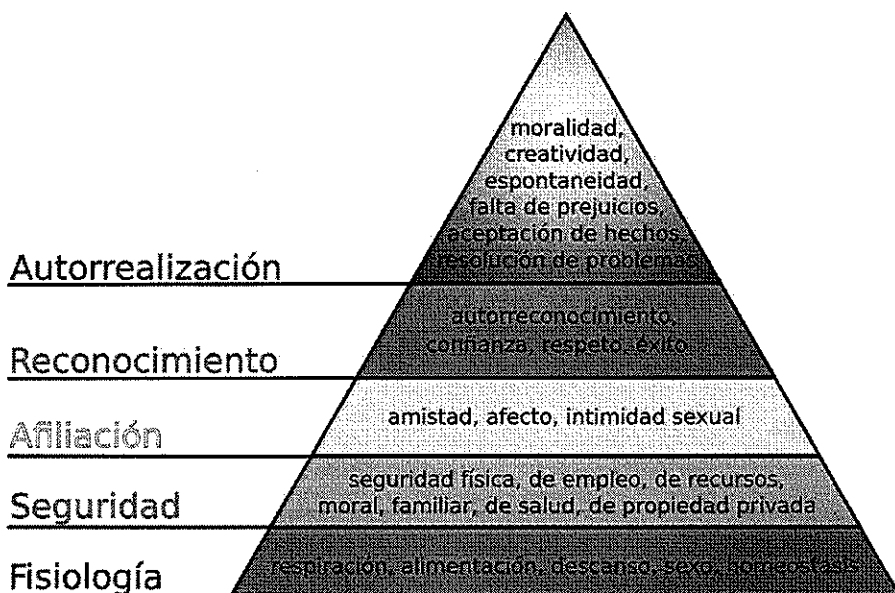 moralidad,
creatividad,
espontaneidad,
falta de prejuicios,
aceptación de hechos,
resolución de problemas
Autorrealización
autorreconocimiento,
confianza, respeto, éxito
Reconocimiento
amistad, afecto, intimidad sexual
Afiliación
seguridad física, de empleo, de recursos,
moral, familiar, de salud, de propiedad privada
Seguridad
respiración, alimentación, descanso, sexo, homeostasis
Fisiología